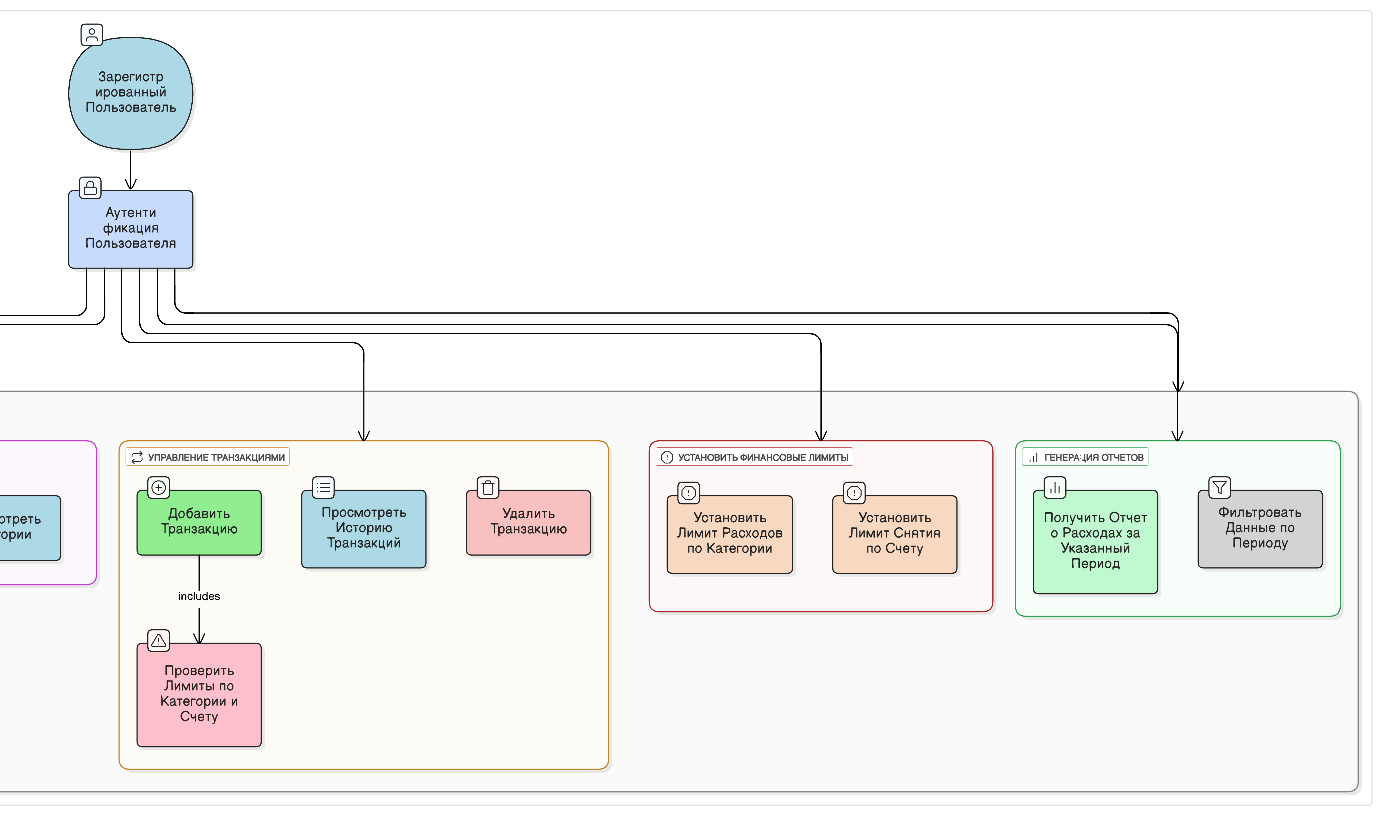 Зарегистр
ированный
Пользователь
Аутенти
фикация
Пользователя
УПРАВЛЕНИЕ ТРАНЗАКЦИЯМИ
Добавить
Транзакцию
Просмотреть
Историю
Транзакций
Удалить
Транзакцию
includes
Проверить
Лимиты по
Категории и
Счету
УСТАНОВИТЬ ФИНАНСОВЫЕ ЛИМИТЫ
Установить
Лимит Расходов
по Категории
Установить
Лимит Снятия
по Счету
ГЕНЕРАЦИЯ ОТЧЕТОВ
Получить Отчет
о Расходах за
Указанный
Период
Фильтровать
Данные по
Периоду